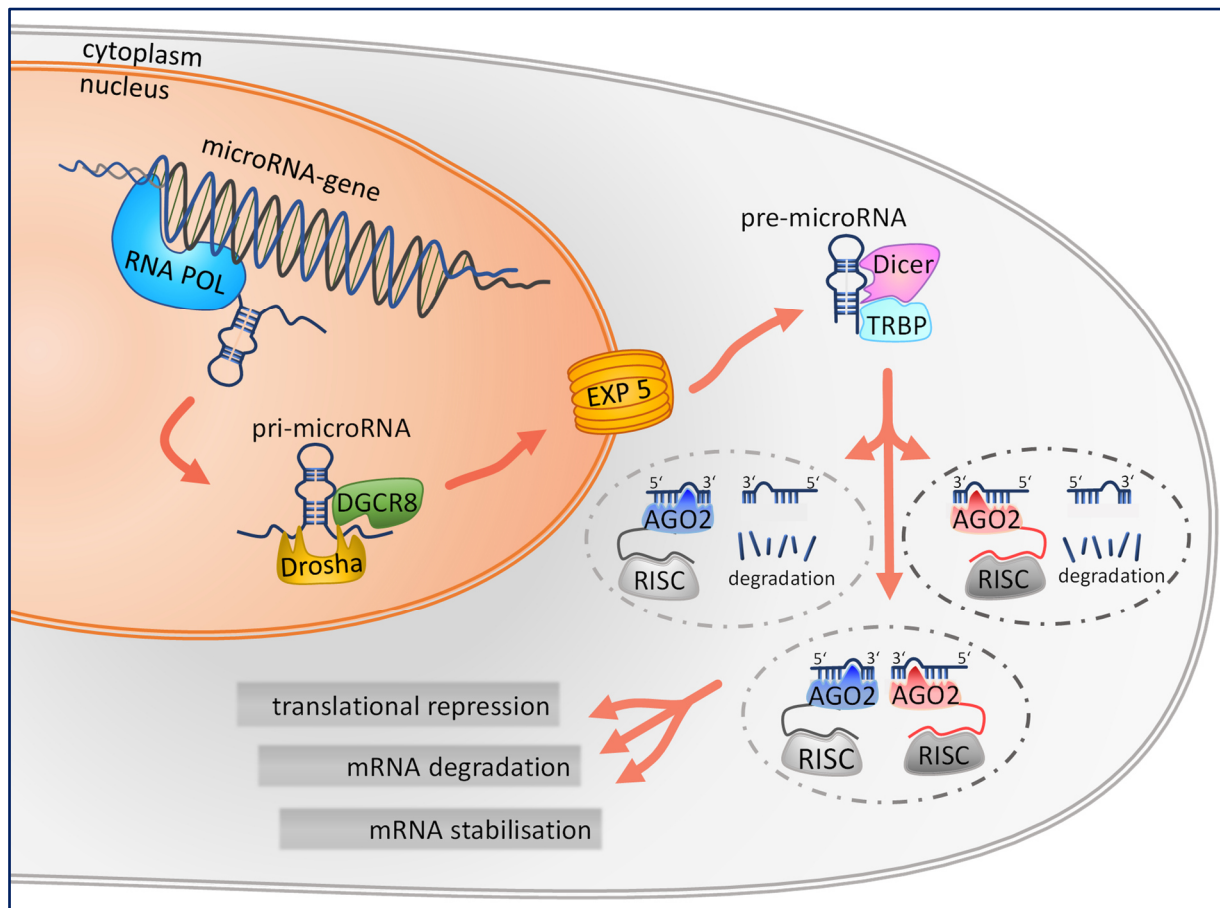 cytoplasm
nucleus
microRNA-gene
RNA POL
pri-microRNA
DGCR8
Drosha
EXP 5
pre-microRNA
Dicer
TRBP
5‘ 3‘ 3‘ 5‘
AGO2
RISC
degradation
3‘ 5‘ 5‘ 3‘
AGO2
RISC
degradation
5‘ 3‘ 3‘ 5‘
AGO2 AGO2
RISC RISC
translational repression
mRNA degradation
mRNA stabilisation